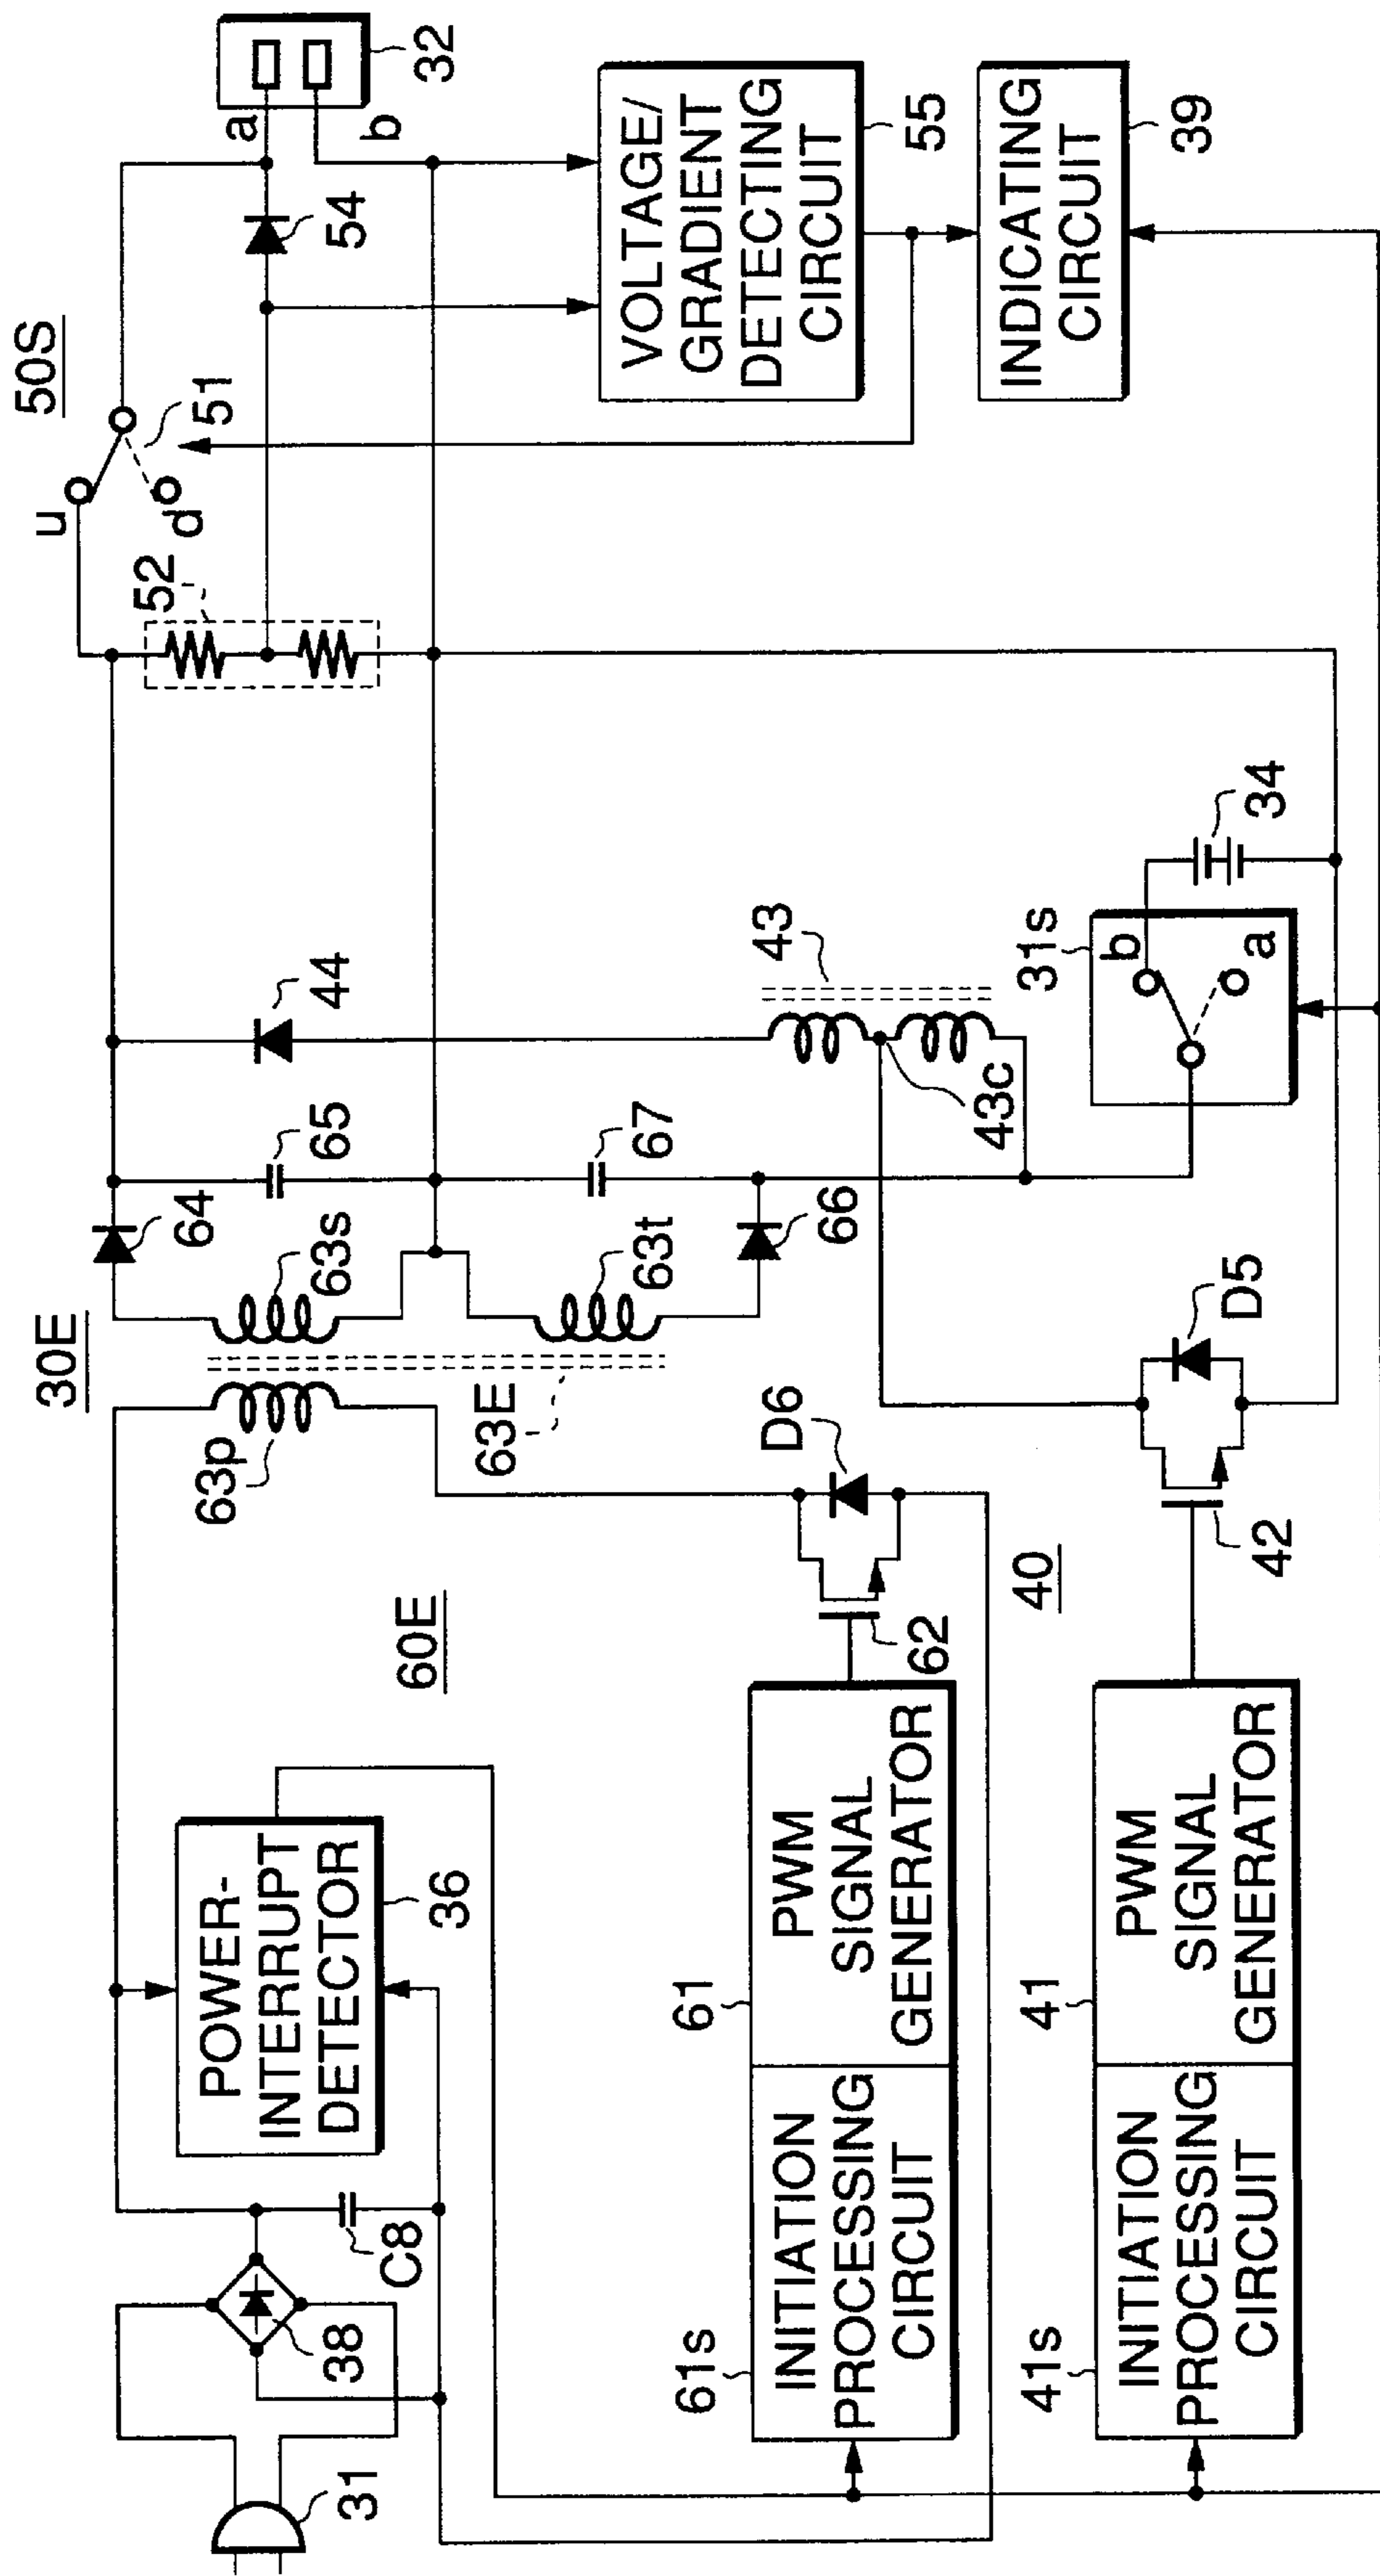 30E
50S
32
a
b
54
51
u
d
52
44
65
64
63s
63p
63E
63t
67
66
60E
POWER-
INTERRUPT
DETECTOR
36
C8
38
31
VOLTAGE/
GRADIENT
DETECTING
CIRCUIT
55
INDICATING
CIRCUIT
39
43
43c
31s
b
a
34
D6
D5
40
62
42
61s
INITIATION
PROCESSING
CIRCUIT
61
PWM
SIGNAL
GENERATOR
41s
INITIATION
PROCESSING
CIRCUIT
41
PWM
SIGNAL
GENERATOR